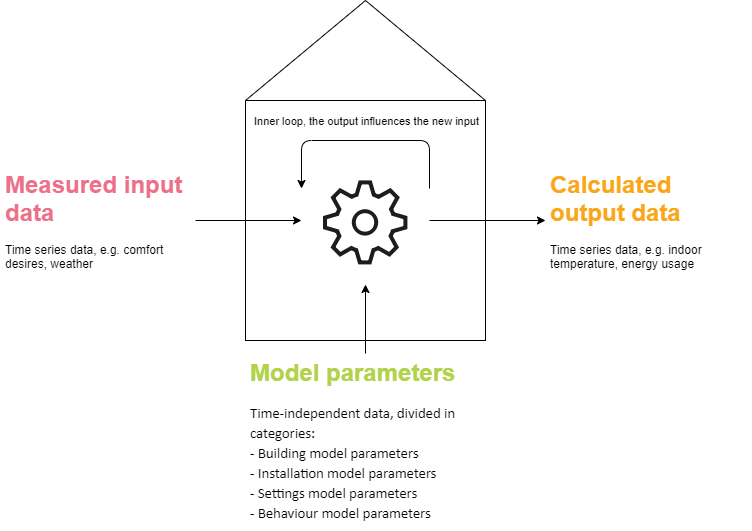 Inner loop, the output influences the new input
Measured input
data
Time series data, e.g. comfort
desires, weather
Calculated
output data
Time series data, e.g. indoor
temperature, energy usage
Model parameters
Time-independent data, divided in
categories:
- Building model parameters
- Installation model parameters
- Settings model parameters
- Behaviour model parameters